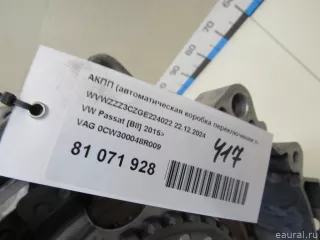 АКПП (автоматическая коробка переключения п.
WVWZZZ3CZGE224022 22.12.2024
VW Passat [B8] 2015>
VAG 0CW300048R009
81 071 928
417
eaural.ru